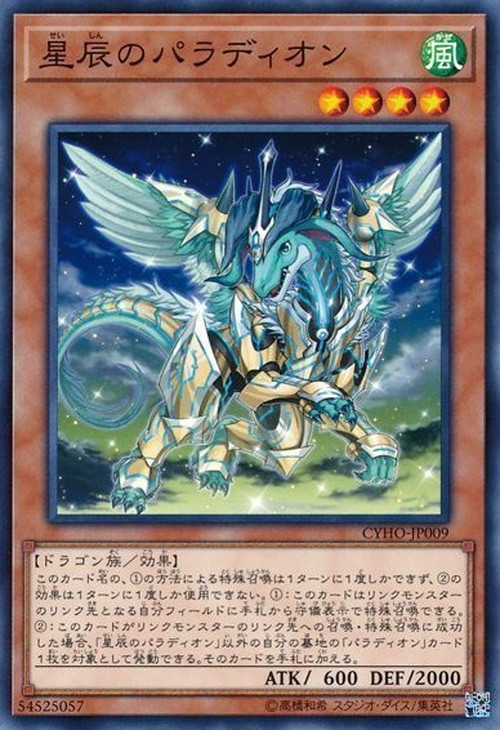 星辰のパラディオン
風
CYHO-JP009
【ドラゴン族/効果】
このカード名の、①の方法による特殊召喚は1ターンに1度しかできず、②の
効果は1ターンに1度しか使用できない。①:このカードはリンクモンスター
のリンク先となる自分フィールドに手札から守備表示で特殊召喚できる。
②:このカードがリンクモンスターのリンク先への召喚・特殊召喚に成功
した場合、「星辰のパラディオン」以外の自分の墓地の「パラディオン」カード
1枚を対象として発動できる。そのカードを手札に加える。
ATK/ 600 DEF/2000
54525057
©高橋和希 スタジオ・ダイス/集英社